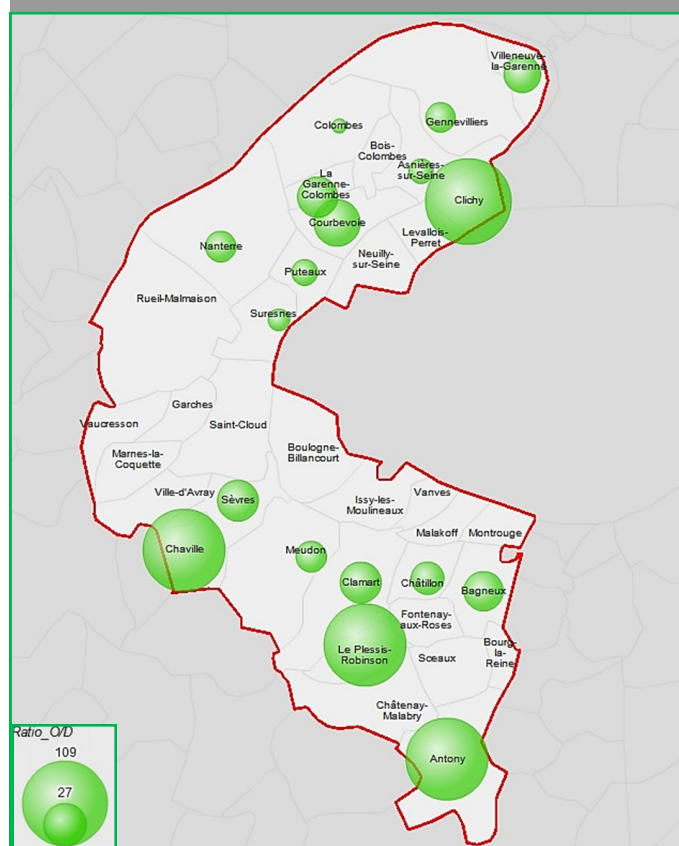 Villeneuve-
la-Garenne
Colombes
Gennevilliers
Bois-
Colombes
Asnières-
sur-Seine
La
Garenne-
Colombes
Clichy
Courbevoie
Levallois-
Perret
Nanterre
Neuilly-
sur-Seine
Puteaux
Rueil-Malmaison
Suresnes
Garches
Vaucresson
Saint-Cloud
Marnes-la-
Coquette
Boulogne-
Billancourt
Ville-d'Avray
Sèvres
Issy-les-
Moulineaux
Vanves
Malakoff
Montrouge
Chaville
Meudon
Clamart
Châtillon
Bagneux
Fontenay-
aux-Roses
Le Plessis-
Robinson
Sceaux
Bourg-
la-
Reine
Châtenay-
Malabry
Antony
Ratio_O/D
109
27